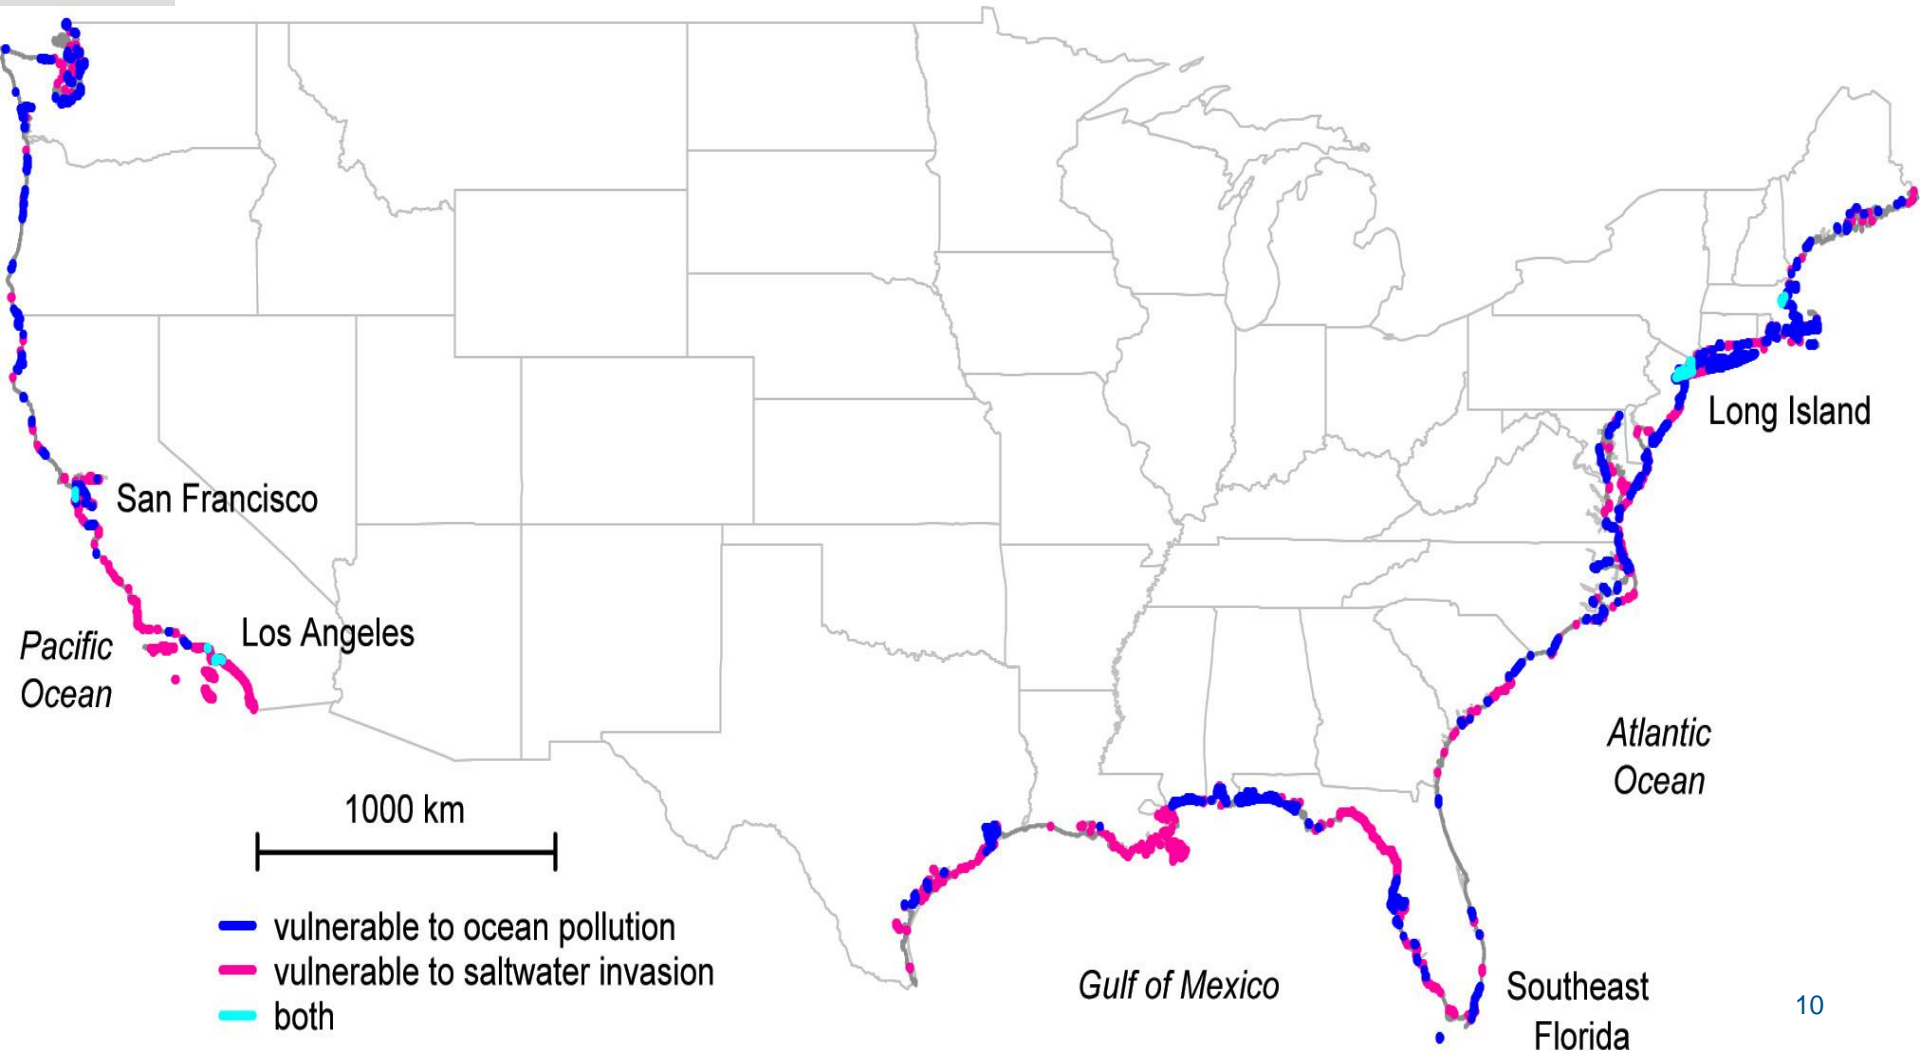 Long Island
San Francisco
Los Angeles
Pacific
Ocean
Atlantic
Ocean
1000 km
vulnerable to ocean pollution
vulnerable to saltwater invasion
both
Gulf of Mexico
Southeast
Florida
10